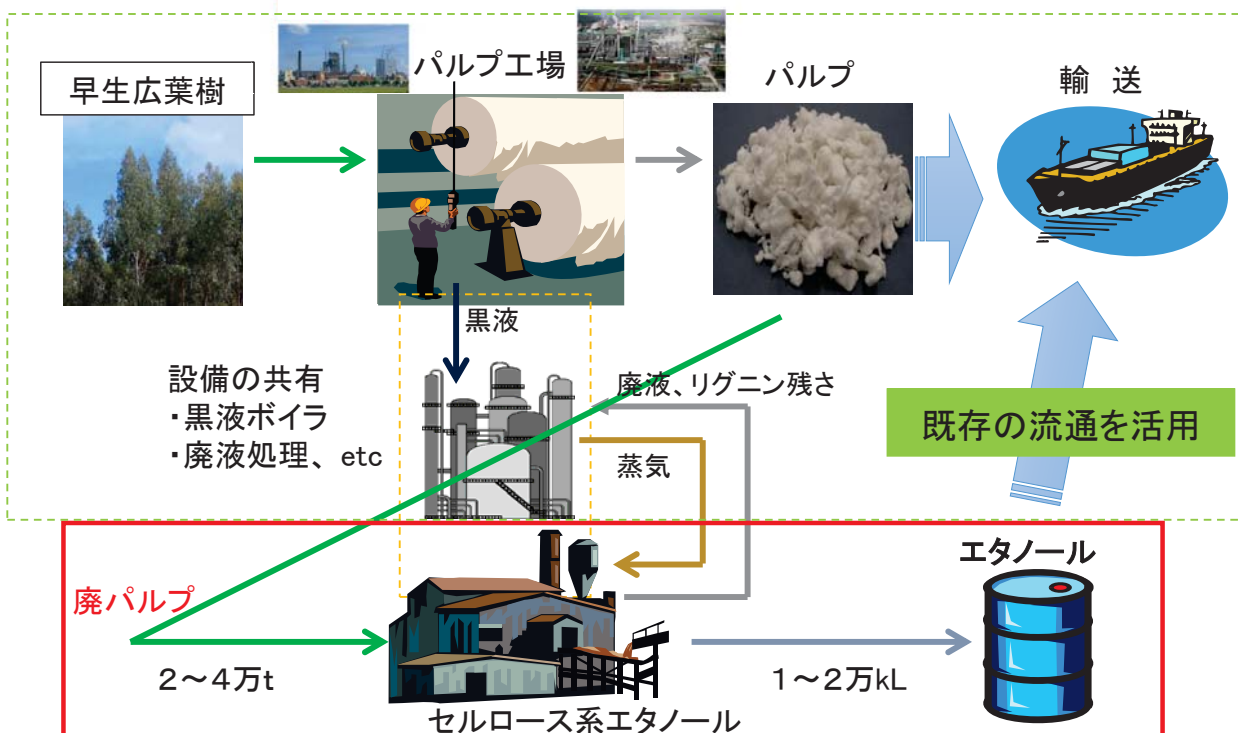 早生広葉樹
パルプ工場
パルプ
輸 送
黒液
設備の共有
・黒液ボイラ
・廃液処理、etc
廃液、リグニン残さ
蒸気
既存の流通を活用
廃パルプ
2～4万t
セルロース系エタノール
1～2万kL
エタノール